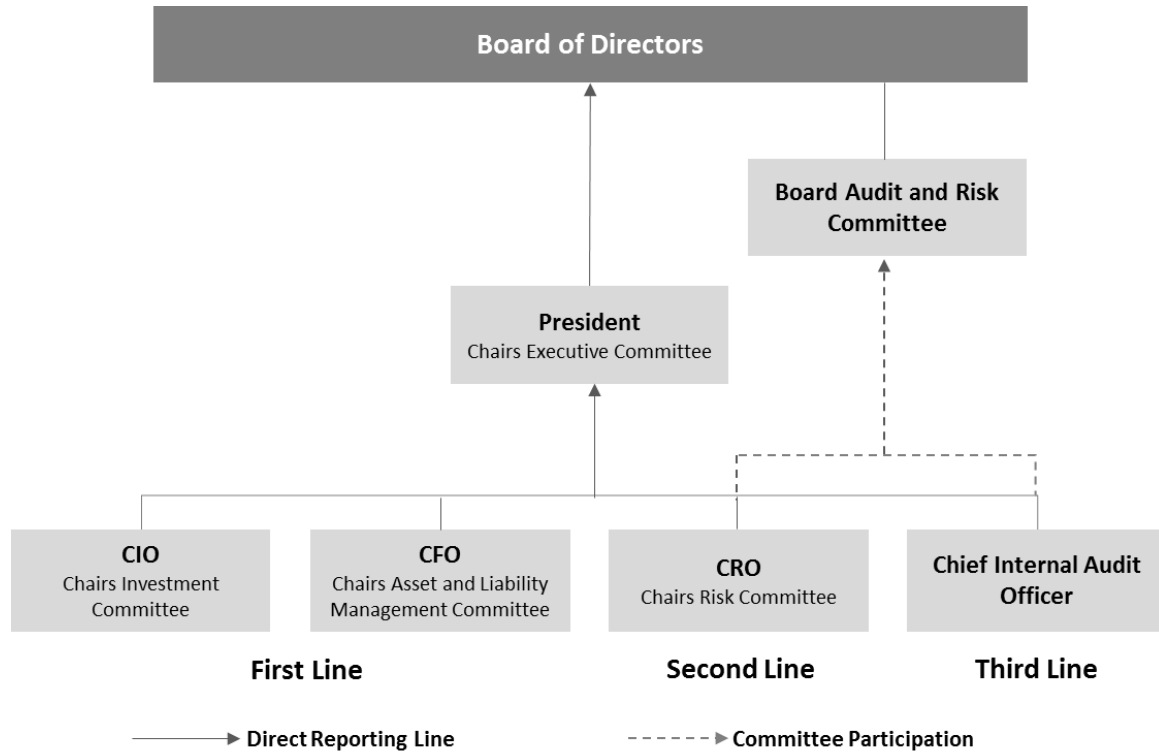 Board of Directors
Board Audit and Risk
Committee
President
Chairs Executive Committee
CIO
Chairs Investment
Committee
CFO
Chairs Asset and Liability
Management Committee
CRO
Chairs Risk Committee
Chief Internal Audit
Officer
First Line
Second Line
Third Line
Direct Reporting Line
Committee Participation